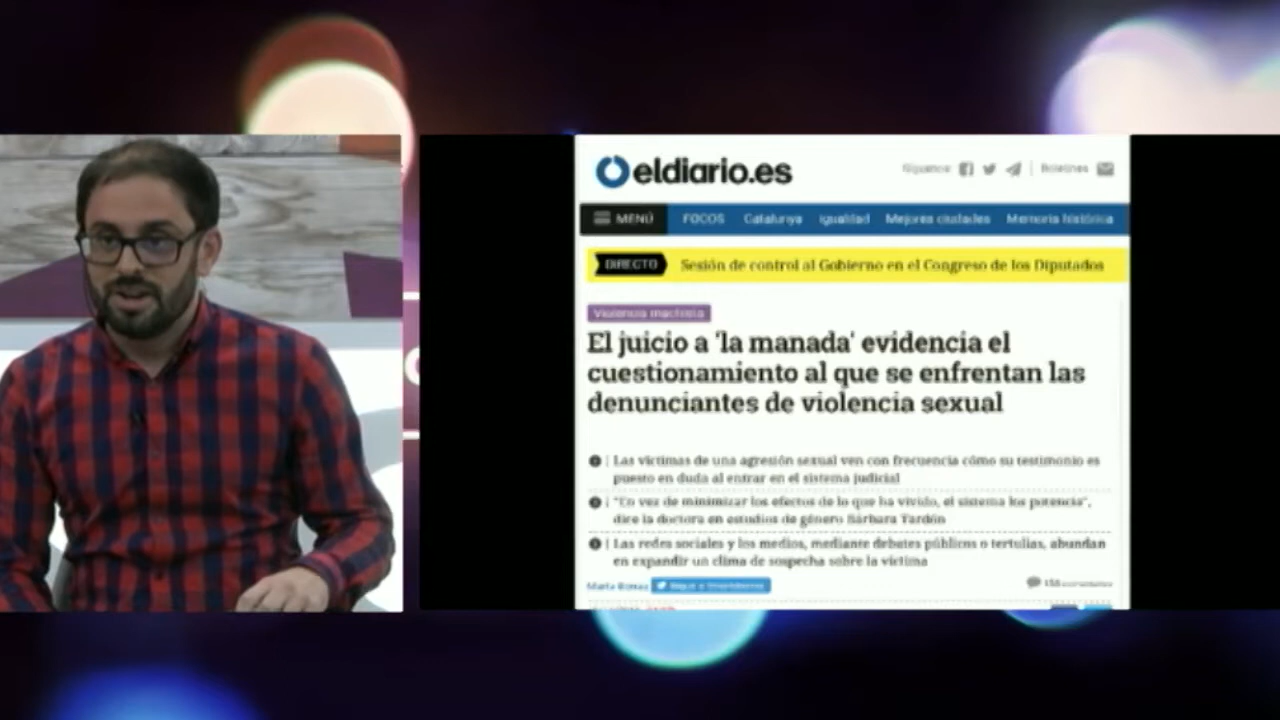 eldiario.es
Síguenos
Boletines
MENÚ
FOCOS Catalunya Igualdad Mejores ciudades Memoria histórica
DIRECTO Sesión de control al Gobierno en el Congreso de los Diputados
Violencia machista
El juicio a 'la manada' evidencia el
cuestionamiento al que se enfrentan las
denunciantes de violencia sexual
Las víctimas de una agresión sexual ven con frecuencia cómo su testimonio es
puesto en duda al entrar en el sistema judicial
"En vez de minimizar los efectos de lo que ha vivido, el sistema los potencia",
dice la doctora en estudios de género Bárbara Tardón
Las redes sociales y los medios, mediante debates públicos o tertulias, abundan
en expandir un clima de sospecha sobre la víctima
Marta Borraz